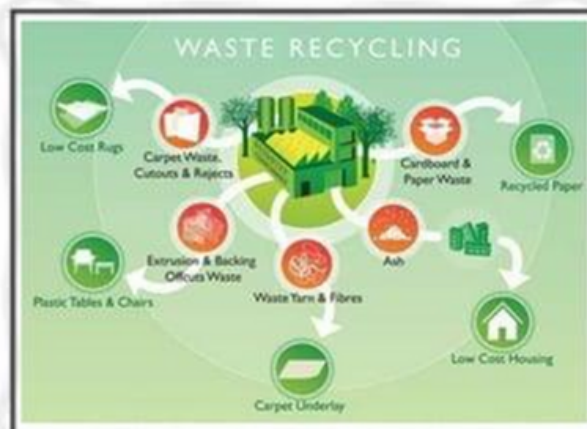 WASTE RECYCLING
Low Cost Rugs
Carpet Waste,
Cutouts & Rejects
Cardboard &
Paper Waste
Recycled Paper
Extrusion & Backing
Offcuts Waste
Waste Yarn & Fibres
Ash
Plastic Tables & Chairs
Low Cost Housing
Carpet Underlay